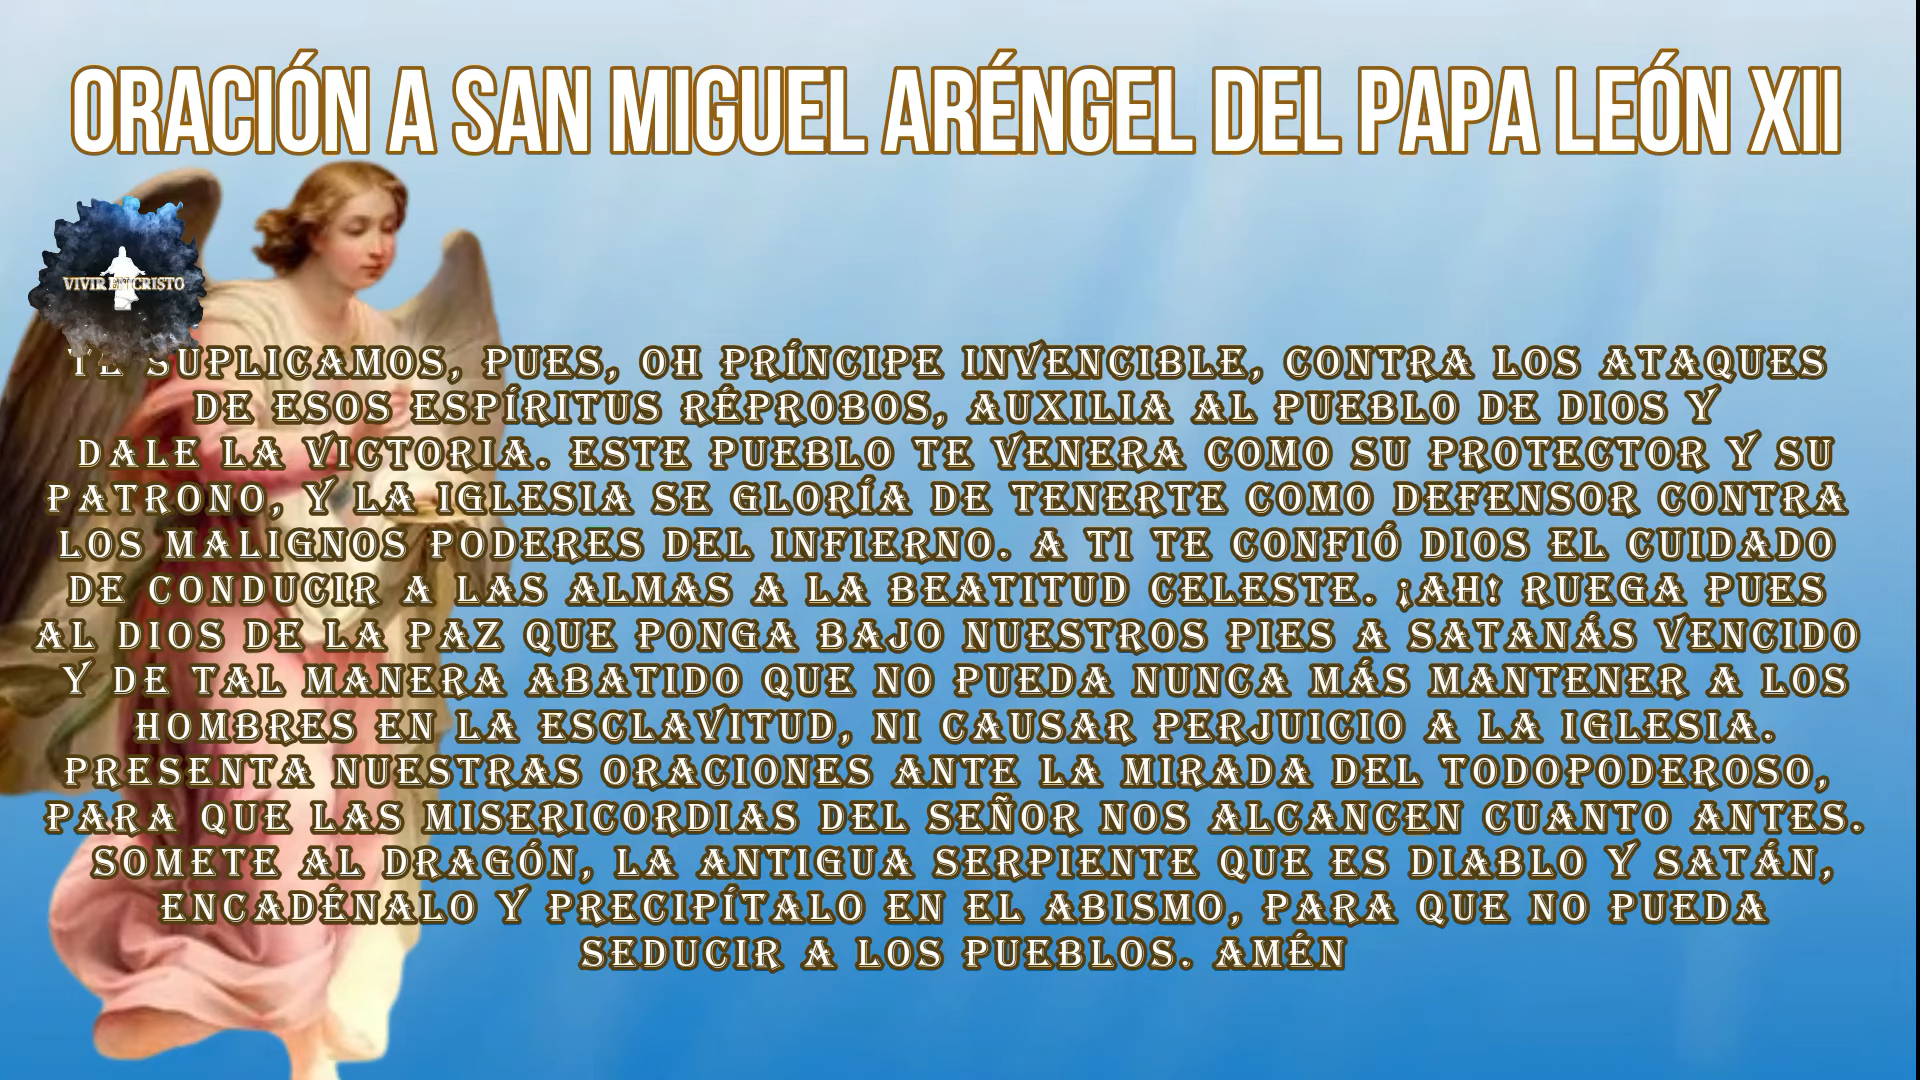 ORACIÓN A SAN MIGUEL ARÉNGEL DEL PAPA LEÓN XII
VIVIR EN CRISTO
TE SUPLICAMOS, PUES, OH PRÍNCIPE INVENCIBLE, CONTRA LOS ATAQUES
DE ESOS ESPÍRITUS RÉPROBOS, AUXILIA AL PUEBLO DE DIOS Y
DALE LA VICTORIA. ESTE PUEBLO TE VENERA COMO SU PROTECTOR Y SU
PATRONO, Y LA IGLESIA SE GLORÍA DE TENERTE COMO DEFENSOR CONTRA
LOS MALIGNOS PODERES DEL INFIERNO. A TI TE CONFIÓ DIOS EL CUIDADO
DE CONDUCIR A LAS ALMAS A LA BEATITUD CELESTE. ¡AH! RUEGA PUES
AL DIOS DE LA PAZ QUE PONGA BAJO NUESTROS PIES A SATANÁS VENCIDO
Y DE TAL MANERA ABATIDO QUE NO PUEDA NUNCA MÁS MANTENER A LOS
HOMBRES EN LA ESCLAVITUD, NI CAUSAR PERJUICIO A LA IGLESIA.
PRESENTA NUESTRAS ORACIONES ANTE LA MIRADA DEL TODOPODEROSO,
PARA QUE LAS MISERICORDIAS DEL SEÑOR NOS ALCANCEN CUANTO ANTES.
SOMETE AL DRAGÓN, LA ANTIGUA SERPIENTE QUE ES DIABLO Y SATÁN,
ENCADÉNALO Y PRECIPÍTALO EN EL ABISMO, PARA QUE NO PUEDA
SEDUCIR A LOS PUEBLOS. AMÉN